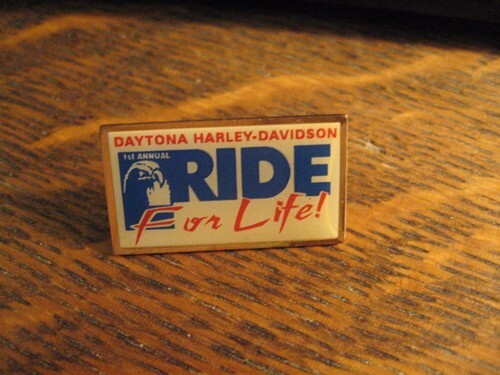 DAYTONA HARLEY-DAVIDSON
1st ANNUAL
RIDE
For Life!